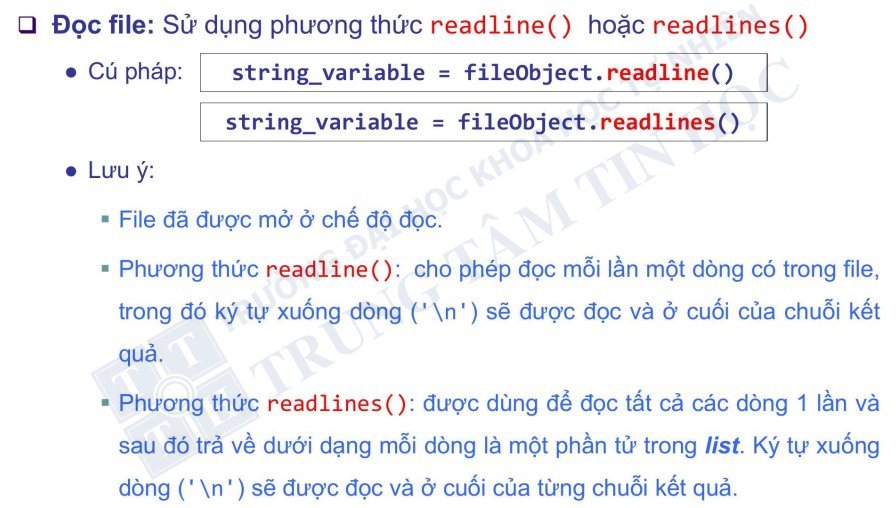 ❑ Đọc file: Sử dụng phương thức readline() hoặc readlines()
● Cú pháp: string_variable = fileObject.readline()
string_variable = fileObject.readlines()
● Lưu ý:
▪ File đã được mở ở chế độ đọc.
▪ Phương thức readline(): cho phép đọc mỗi lần một dòng có trong file,
trong đó ký tự xuống dòng ('\n') sẽ được đọc và ở cuối của chuỗi kết
quả.
▪ Phương thức readlines(): được dùng để đọc tất cả các dòng 1 lần và
sau đó trả về dưới dạng mỗi dòng là một phần tử trong list. Ký tự xuống
dòng ('\n') sẽ được đọc và ở cuối của từng chuỗi kết quả.
TRƯỜNG ĐẠI HỌC KHOA HỌC TỰ NHIÊN
TRUNG TÂM TIN HỌC